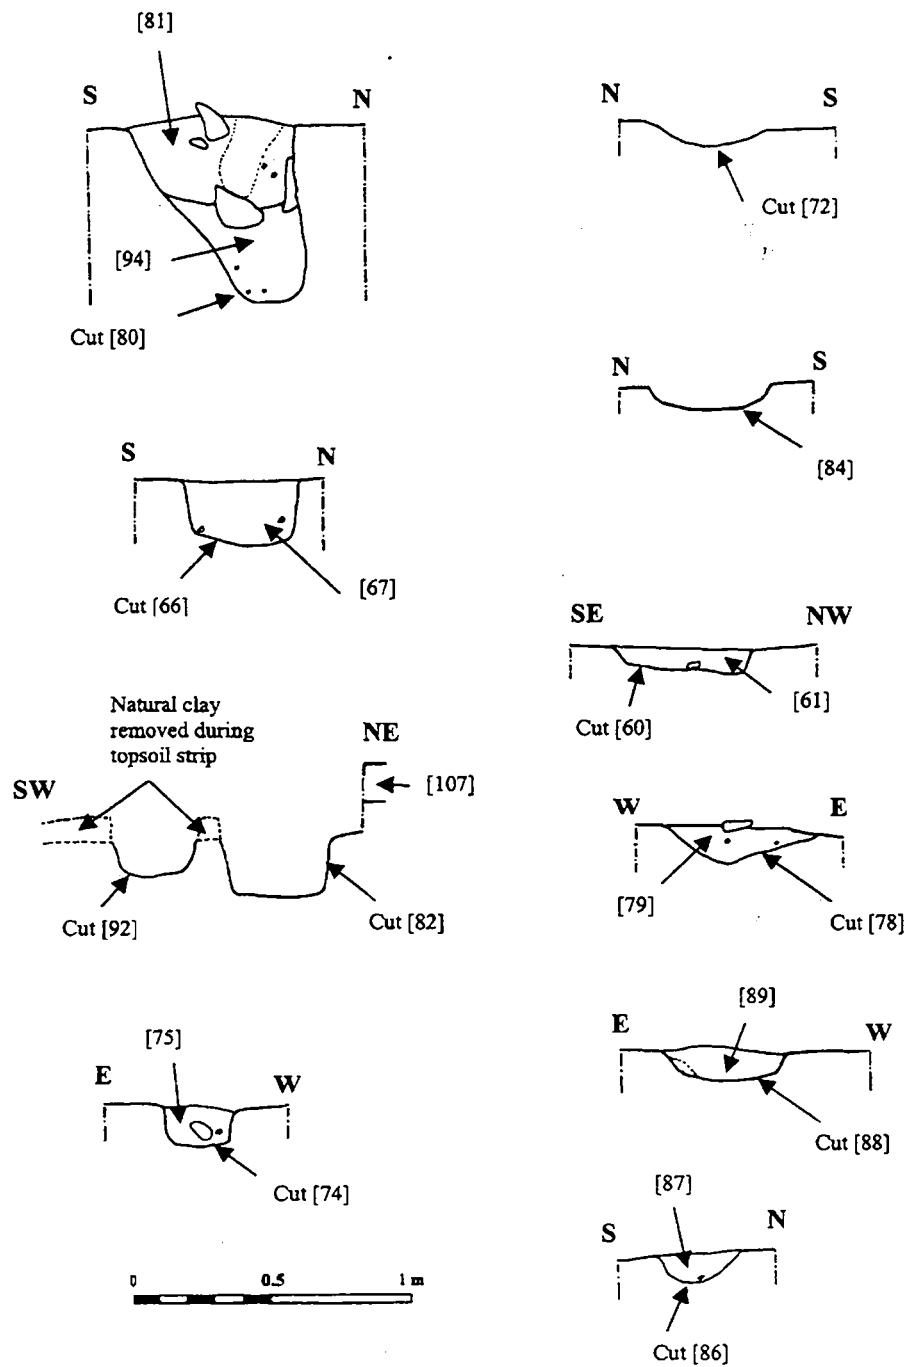 [81]
S
N
[94]
Cut [80]
N
S
Cut [72]
N
S
[84]
S
N
Cut [66]
[67]
SE
NW
[61]
Cut [60]
Natural clay
removed during
topsoil strip
SW
NE
[107]
Cut [92]
Cut [82]
W
E
[79]
Cut [78]
[75]
E
W
Cut [74]
[89]
E
W
Cut [88]
[87]
S
N
Cut [86]
0
0.5
1 m